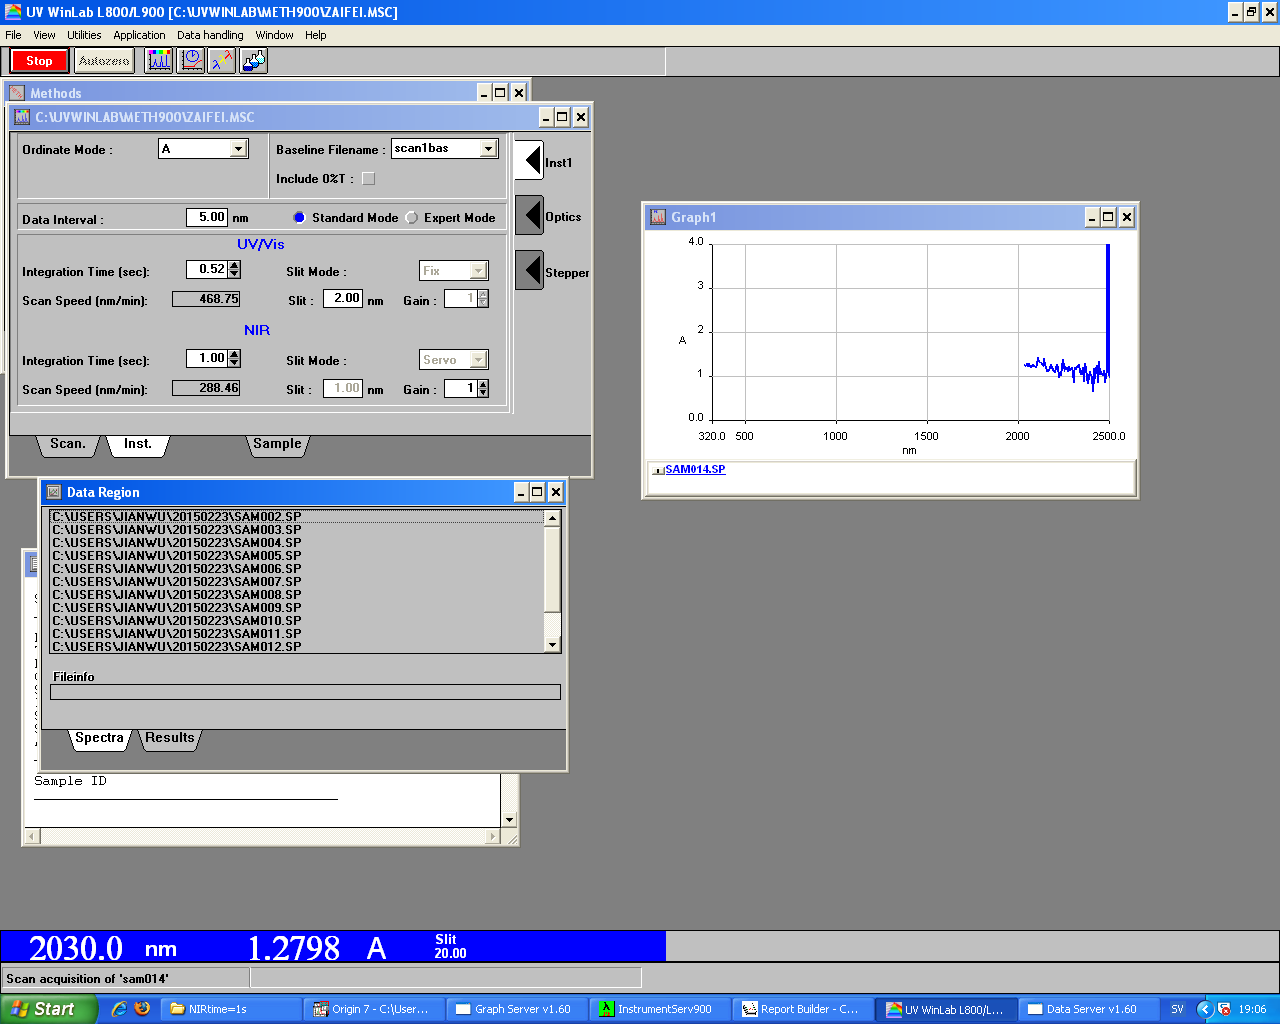 UV WinLab L800/L900 [C:\UVWINLAB\METH900\ZAIFEI.MSC]
File View Utilities Application Data handling Window Help
Stop Autozero
Methods
C:\UVWINLAB\METH900\ZAIFEI.MSC
Ordinate Mode : A Baseline Filename : scan1bas
Include 0%T :
Inst1
Data Interval : 5.00 nm Standard Mode Expert Mode
Optics
UV/Vis
Integration Time (sec): 0.52 Slit Mode : Fix
Stepper
Scan Speed (nm/min): 468.75 Slit : 2.00 nm Gain : 1
NIR
Integration Time (sec): 1.00 Slit Mode : Servo
Scan Speed (nm/min): 288.46 Slit : 1.00 nm Gain : 1
Scan. Inst. Sample
Graph1
4.0
3
2
A
1
0.0
320.0 500 1000 1500 2000 2500.0
nm
SAM014.SP
Data Region
C:\USERS\JIANWU\20150223\SAM002.SP
C:\USERS\JIANWU\20150223\SAM003.SP
C:\USERS\JIANWU\20150223\SAM004.SP
C:\USERS\JIANWU\20150223\SAM005.SP
C:\USERS\JIANWU\20150223\SAM006.SP
C:\USERS\JIANWU\20150223\SAM007.SP
C:\USERS\JIANWU\20150223\SAM008.SP
C:\USERS\JIANWU\20150223\SAM009.SP
C:\USERS\JIANWU\20150223\SAM010.SP
C:\USERS\JIANWU\20150223\SAM011.SP
C:\USERS\JIANWU\20150223\SAM012.SP
Fileinfo
Spectra Results
Sample ID
2030.0 nm 1.2798 A Slit 20.00
Scan acquisition of 'sam014'
Start NIRtime=1s Origin 7 - C:\User... Graph Server v1.60 InstrumentServ900 Report Builder - C... UV WinLab L800/L... Data Server v1.60 SV 19:06